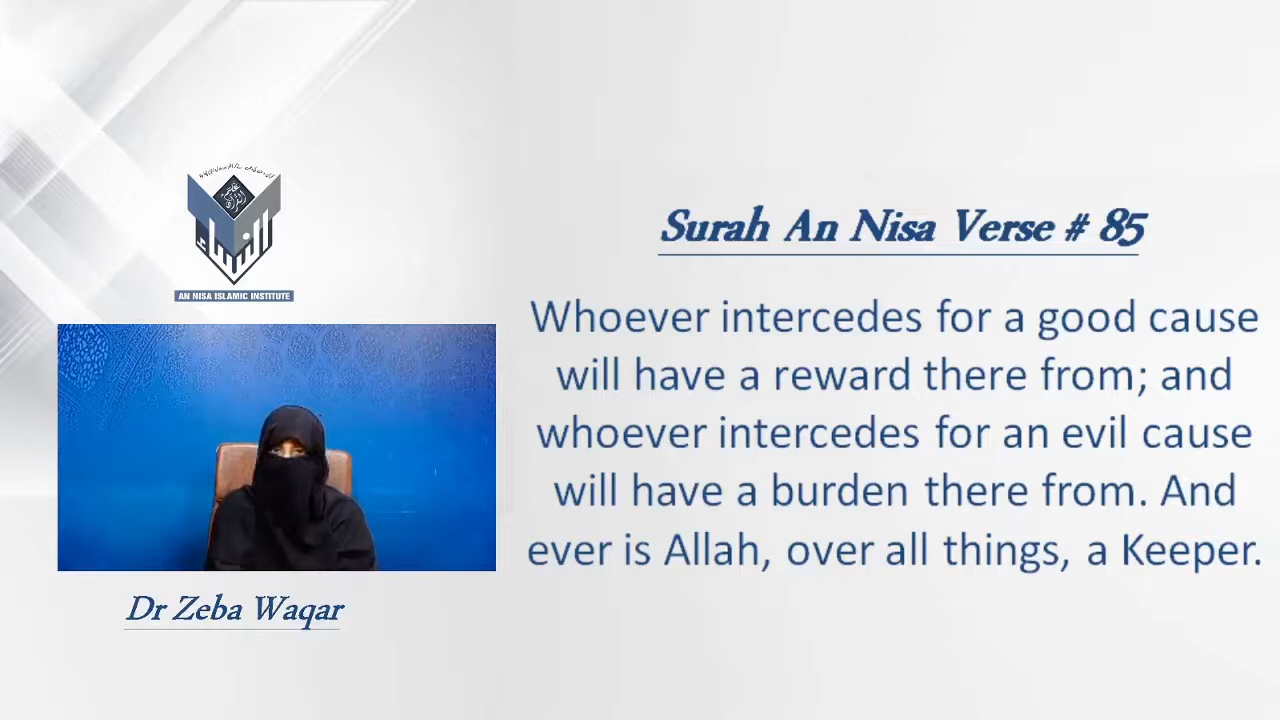 AN NISA ISLAMIC INSTITUTE
Dr Zeba Waqar
Surah An Nisa Verse # 85
Whoever intercedes for a good cause
will have a reward there from; and
whoever intercedes for an evil cause
will have a burden there from. And
ever is Allah, over all things, a Keeper.